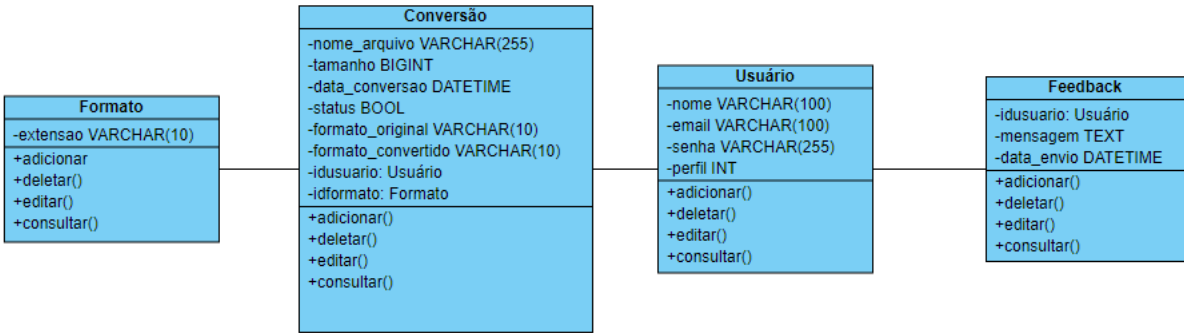 Formato
-extensao VARCHAR(10)
+adicionar
+deletar()
+editar()
+consultar()
Conversão
-nome_arquivo VARCHAR(255)
-tamanho BIGINT
-data_conversao DATETIME
-status BOOL
-formato_original VARCHAR(10)
-formato_convertido VARCHAR(10)
-idusuario: Usuário
-idformato: Formato
+adicionar()
+deletar()
+editar()
+consultar()
Usuário
-nome VARCHAR(100)
-email VARCHAR(100)
-senha VARCHAR(255)
-perfil INT
+adicionar()
+deletar()
+editar()
+consultar()
Feedback
-idusuario: Usuário
-mensagem TEXT
-data_envio DATETIME
+adicionar()
+deletar()
+editar()
+consultar()